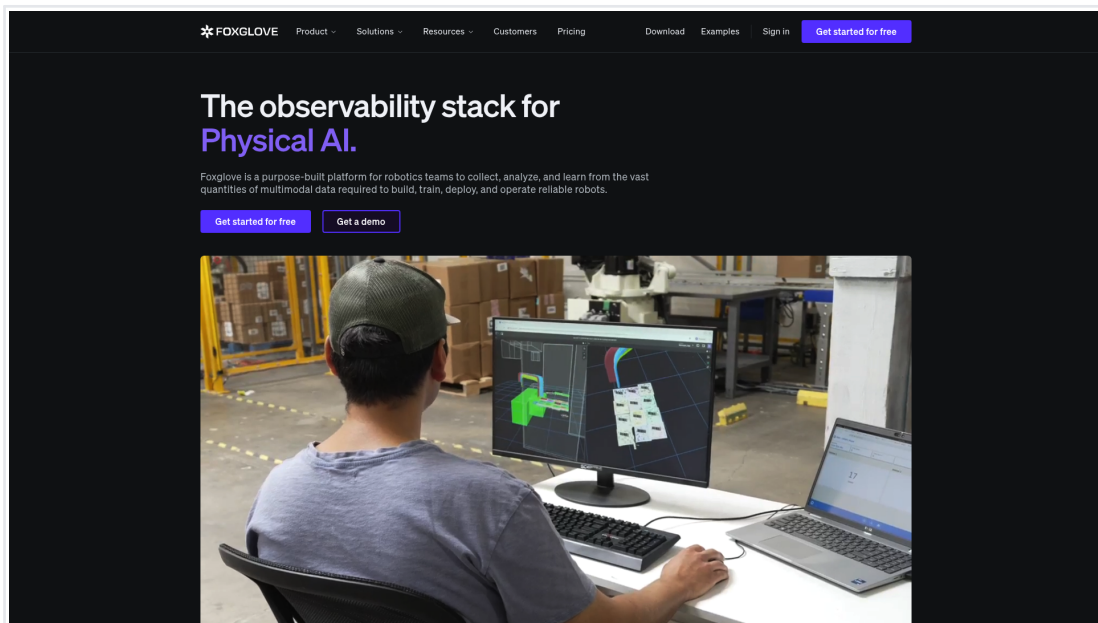 FOXGLOVE Product Solutions Resources Customers Pricing Download Examples Sign in Get started for free
The observability stack for
Physical AI.
Foxglove is a purpose-built platform for robotics teams to collect, analyze, and learn from the vast
quantities of multimodal data required to build, train, deploy, and operate reliable robots.
Get started for free Get a demo
17